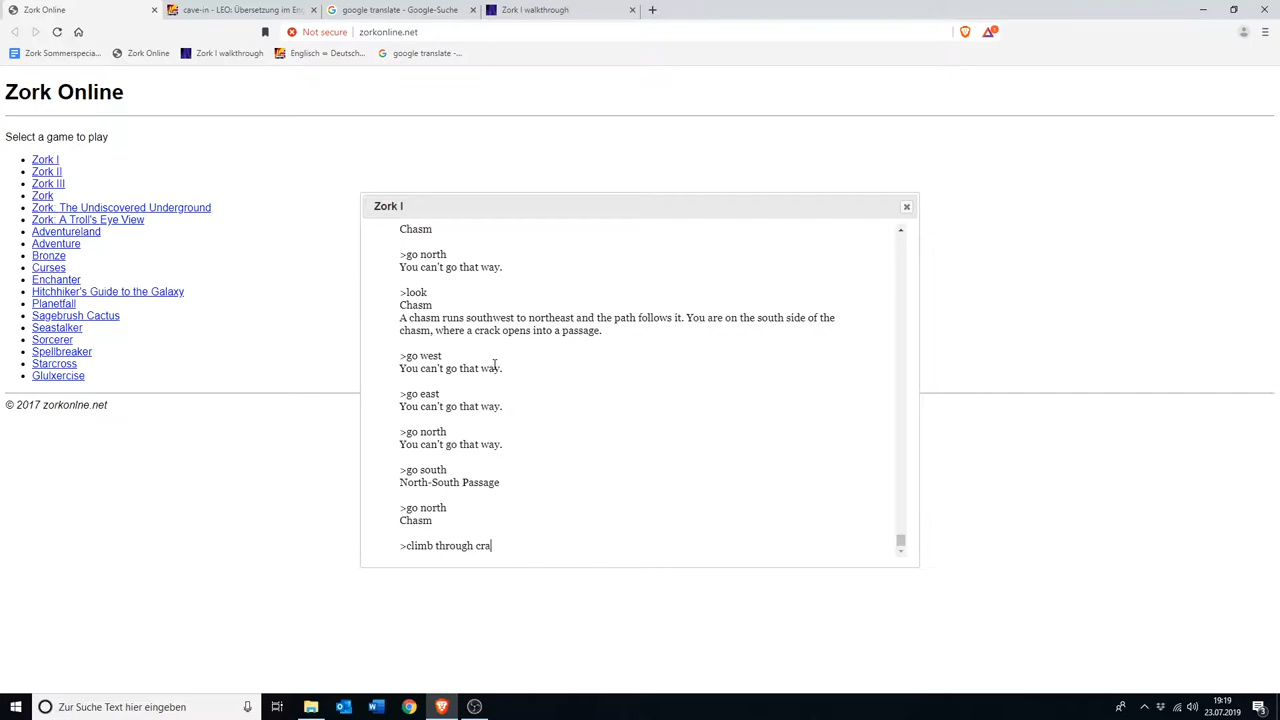 Zork Online
cave-in - LEO: Übersetzung im Eng
google translate - Google-Suche
Zork I walkthrough
Not secure
zorkonline.net
Zork Sommerspecia...
Zork Online
Zork I walkthrough
Englisch ⇔ Deutsch...
google translate -...
Zork Online
Select a game to play
Zork I
Zork II
Zork III
Zork
Zork: The Undiscovered Underground
Zork: A Troll's Eye View
Adventureland
Adventure
Bronze
Curses
Enchanter
Hitchhiker's Guide to the Galaxy
Planetfall
Sagebrush Cactus
Seastalker
Sorcerer
Spellbreaker
Starcross
Glulxercise
© 2017 zorkonlne.net
Zork I
Chasm
>go north
You can't go that way.
>look
Chasm
A chasm runs southwest to northeast and the path follows it. You are on the south side of the
chasm, where a crack opens into a passage.
>go west
You can't go that way.
>go east
You can't go that way.
>go north
You can't go that way.
>go south
North-South Passage
>go north
Chasm
>climb through cra
Zur Suche Text hier eingeben
19:19
23.07.2019
3